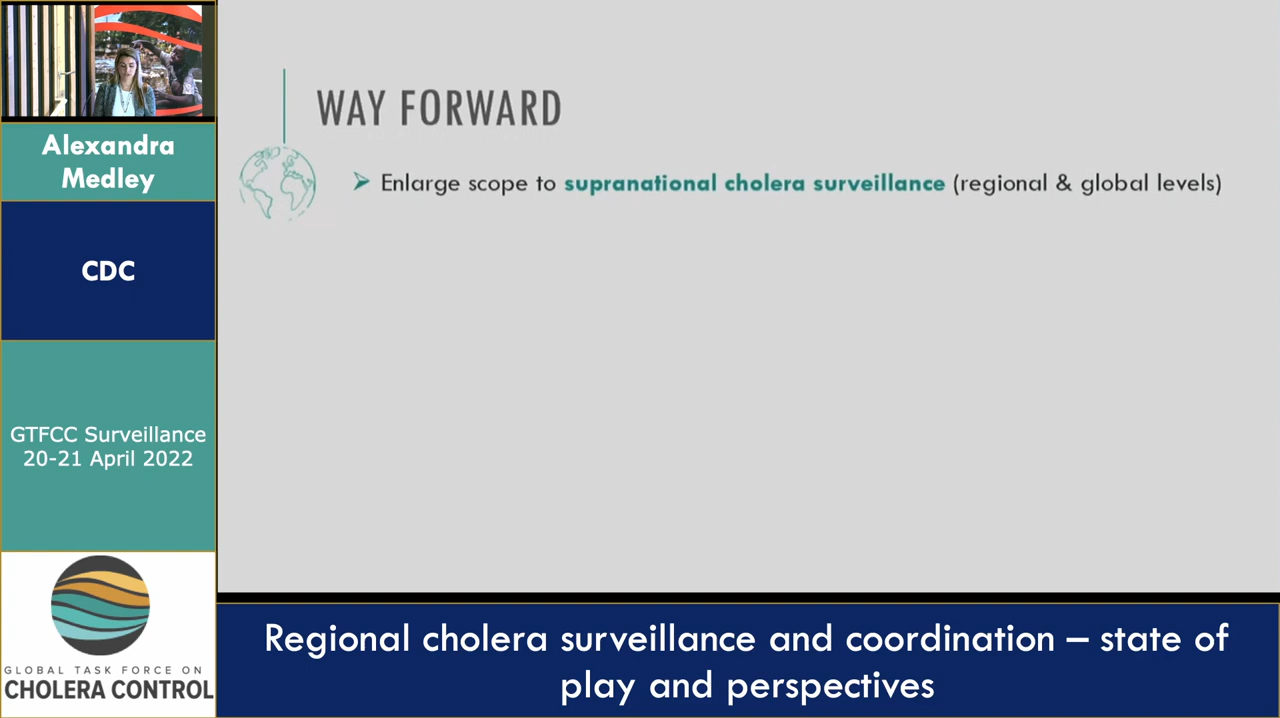 Alexandra
Medley
CDC
GTFCC Surveillance
20-21 April 2022
GLOBAL TASK FORCE ON
CHOLERA CONTROL
WAY FORWARD
Enlarge scope to supranational cholera surveillance (regional & global levels)
Regional cholera surveillance and coordination – state of
play and perspectives